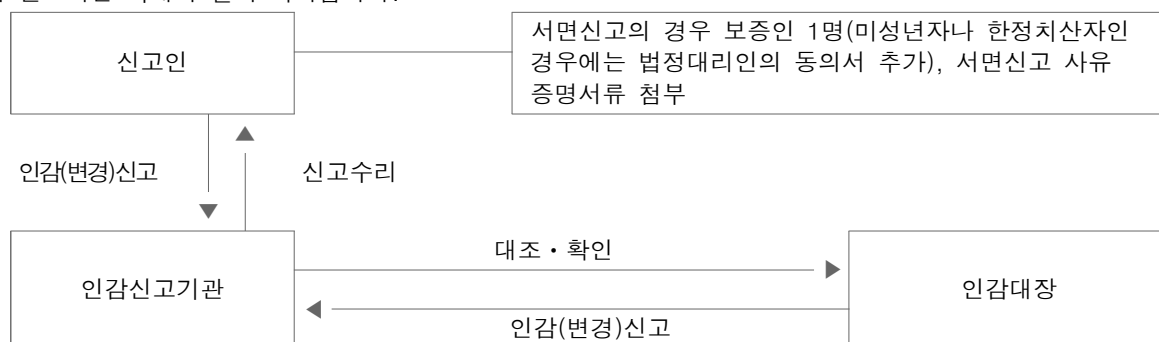 신고인
서면신고의 경우 보증인 1명(미성년자나 한정치산자인
경우에는 법정대리인의 동의서 추가), 서면신고 사유
증명서류 첨부
인감(변경)신고
신고수리
인감신고기관
대조·확인
인감(변경)신고
인감대장